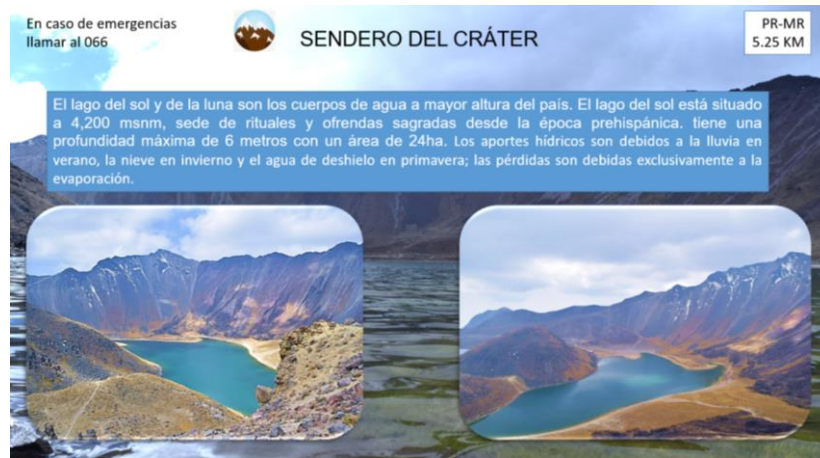 En caso de emergencias
llamar al 066
SENDERO DEL CRÁTER
PR-MR
5.25 KM
El lago del sol y de la luna son los cuerpos de agua a mayor altura del país. El lago del sol está situado
a 4,200 msnm, sede de rituales y ofrendas sagradas desde la época prehispánica. tiene una
profundidad máxima de 6 metros con un área de 24ha. Los aportes hídricos son debidos a la lluvia en
verano, la nieve en invierno y el agua de deshielo en primavera; las pérdidas son debidas exclusivamente a la
evaporación.